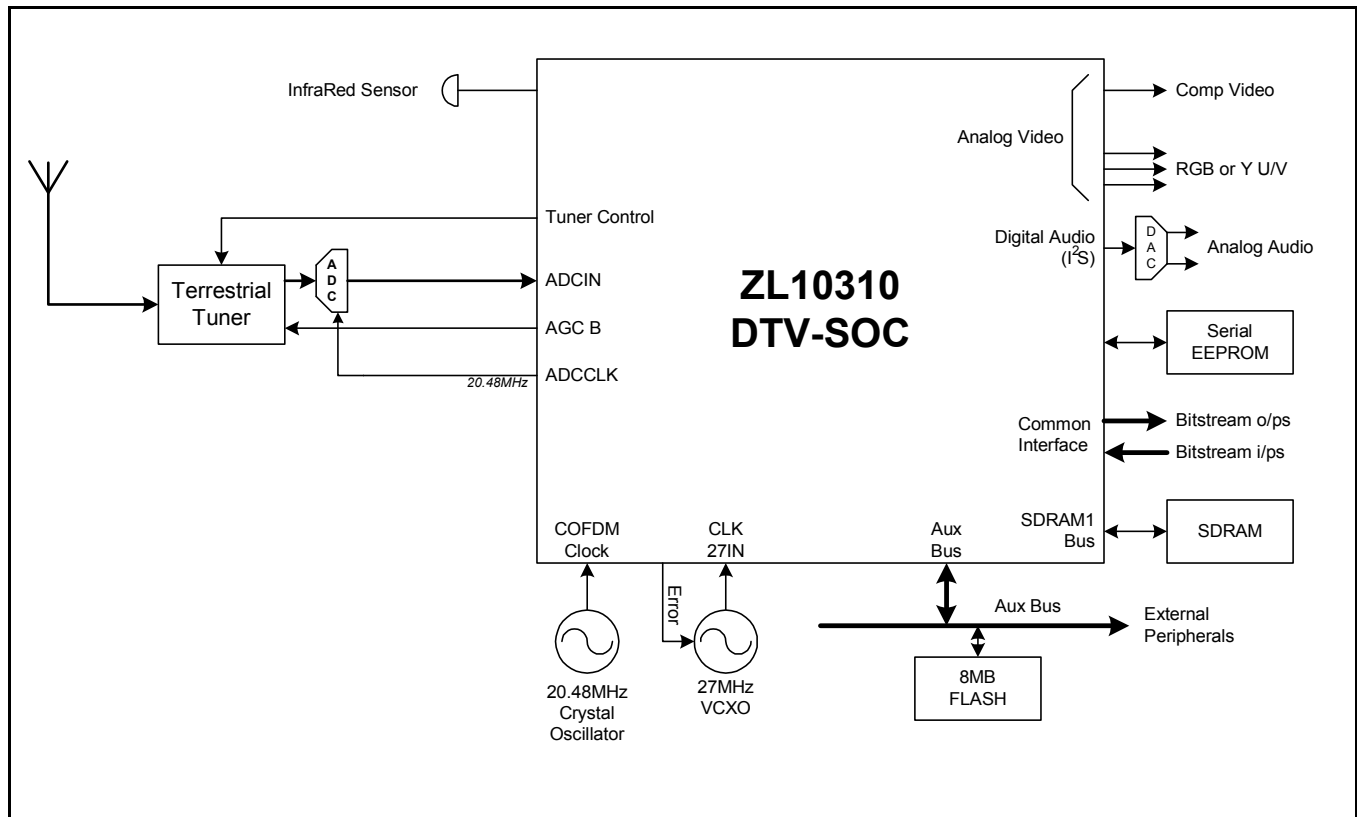 InfraRed Sensor
Comp Video
Analog Video
RGB or Y U/V
Tuner Control
Digital Audio
(I²S)
D
A
C
Analog Audio
A
D
C
ADCIN
Terrestrial
Tuner
ZL10310
DTV-SOC
AGC B
Serial
EEPROM
20.48MHz
ADCCLK
Common
Interface
Bitstream o/ps
Bitstream i/ps
COFDM
Clock
CLK
27IN
Aux
Bus
SDRAM1
Bus
SDRAM
Error
Aux Bus
External
Peripherals
20.48MHz
Crystal
Oscillator
27MHz
VCXO
8MB
FLASH